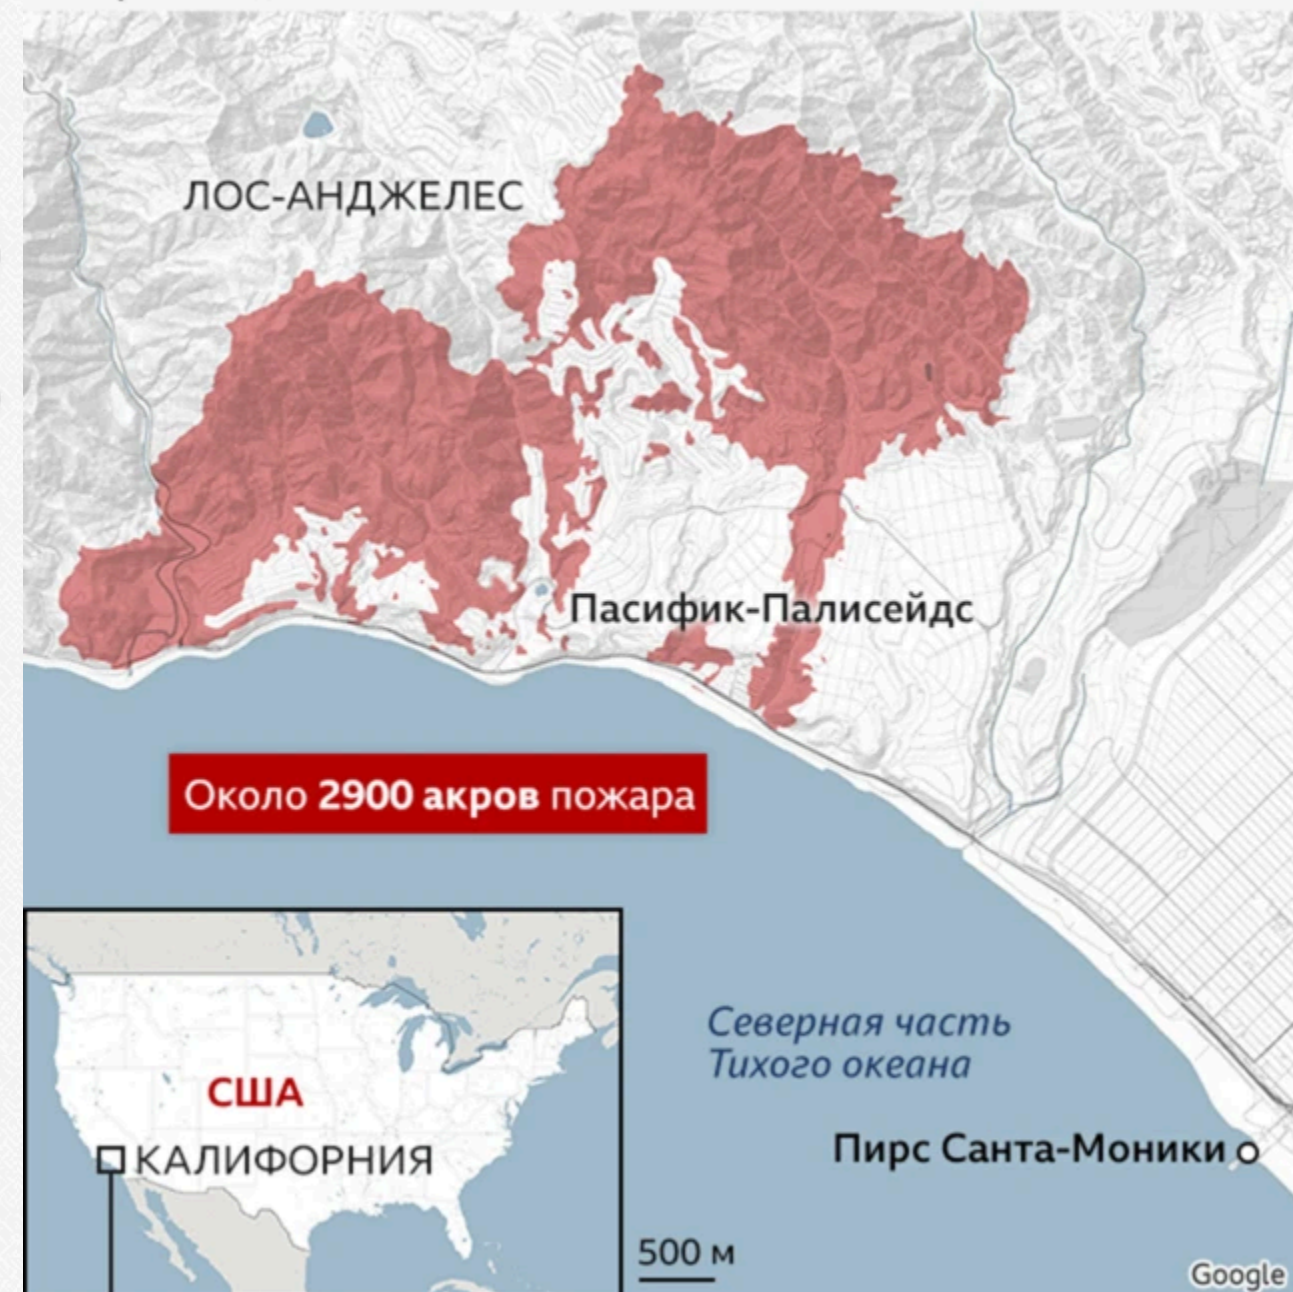 ЛОС-АНДЖЕЛЕС
Пасифик-Палисейдс
Около 2900 акров пожара
Северная часть
Тихого океана
США
КАЛИФОРНИЯ
Пирс Санта-Моники
500 м
Google